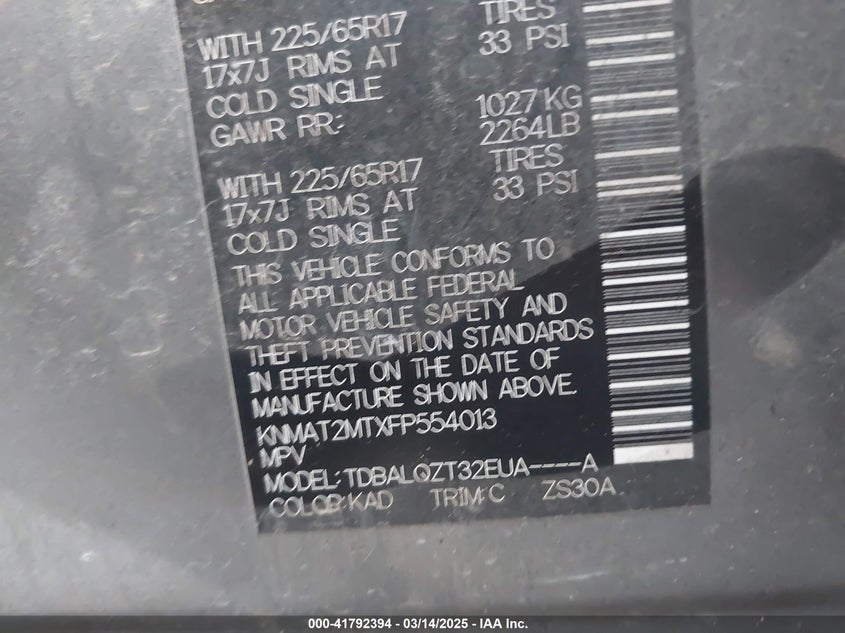 TIRES
WITH 225/65R17 33 PSI
17x7J RIMS AT
COLD SINGLE 1027 KG
GAWR RR: 2264LB
TIRES
WITH 225/65R17 33 PSI
17x7J RIMS AT
COLD SINGLE
THIS VEHICLE CONFORMS TO
ALL APPLICABLE FEDERAL
MOTOR VEHICLE SAFETY AND
THEFT PREVENTION STANDARDS
IN EFFECT ON THE DATE OF
MANUFACTURE SHOWN ABOVE.
KNMAT2MTXFP554013
MPV
MODEL: TDBALQZT32EUA----A
COLOR: KAD TRIM: C ZS30A
000-41792394 - 03/14/2025 - IAA Inc.